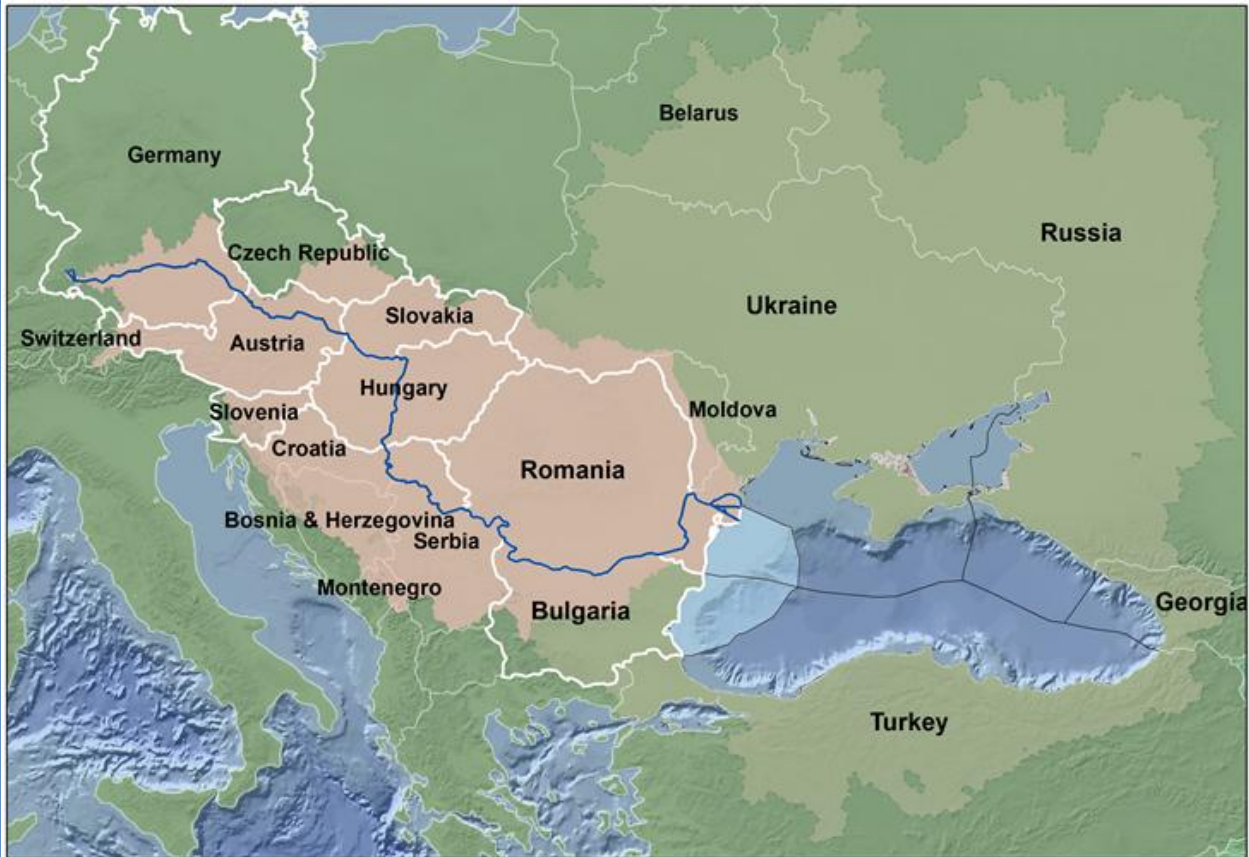 Belarus
Germany
Russia
Czech Republic
Ukraine
Slovakia
Switzerland
Austria
Hungary
Slovenia
Moldova
Croatia
Romania
Bosnia & Herzegovina
Serbia
Montenegro
Bulgaria
Georgia
Turkey